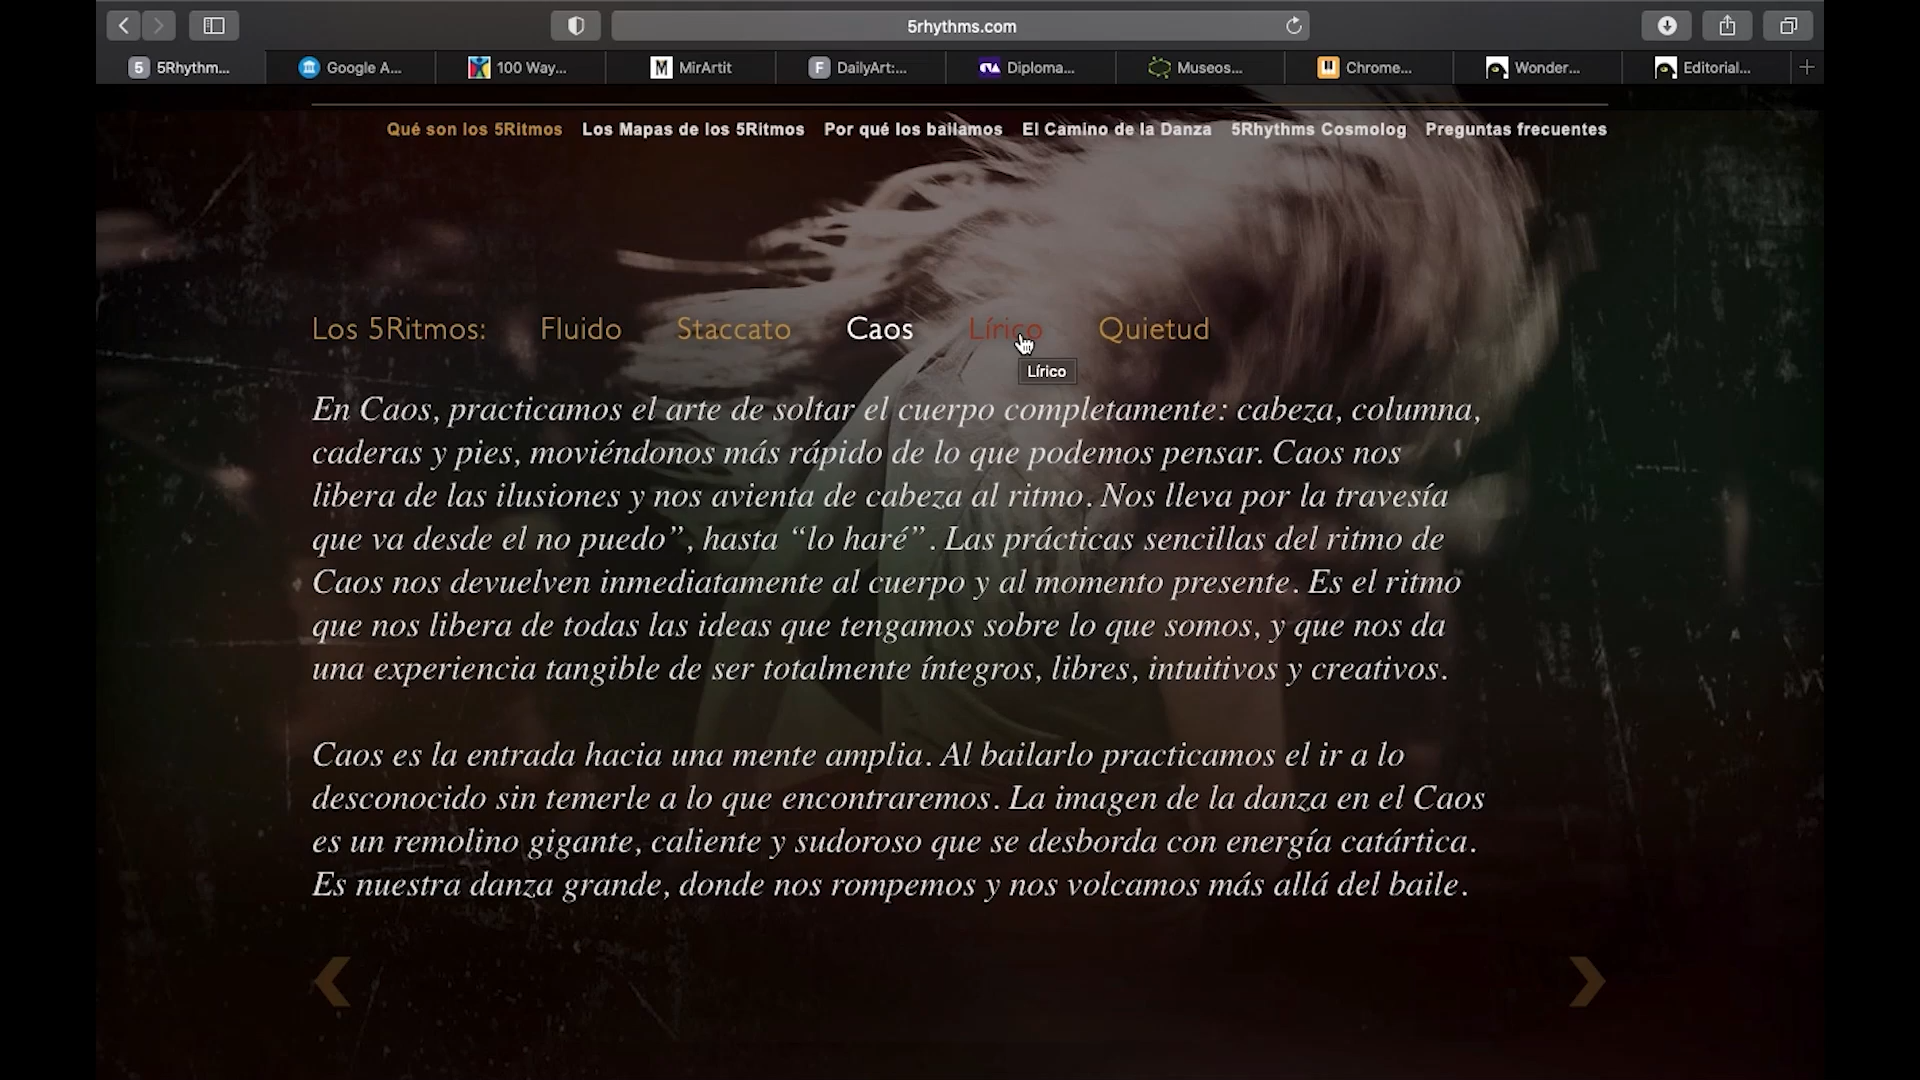 5rhythms.com
5 5Rhythm...
Google A...
100 Way...
M MirArtit
F DailyArt:...
Diploma...
Museos...
Chrome...
Wonder...
Editorial...
Qué son los 5Ritmos Los Mapas de los 5Ritmos Por qué los bailamos El Camino de la Danza 5Rhythms Cosmolog Preguntas frecuentes
Los 5Ritmos: Fluido Staccato Caos Lírico Quietud
Lírico
En Caos, practicamos el arte de soltar el cuerpo completamente: cabeza, columna,
caderas y pies, moviéndonos más rápido de lo que podemos pensar. Caos nos
libera de las ilusiones y nos avienta de cabeza al ritmo. Nos lleva por la travesía
que va desde el no puedo”, hasta “lo haré”. Las prácticas sencillas del ritmo de
Caos nos devuelven inmediatamente al cuerpo y al momento presente. Es el ritmo
que nos libera de todas las ideas que tengamos sobre lo que somos, y que nos da
una experiencia tangible de ser totalmente íntegros, libres, intuitivos y creativos.
Caos es la entrada hacia una mente amplia. Al bailarlo practicamos el ir a lo
desconocido sin temerle a lo que encontraremos. La imagen de la danza en el Caos
es un remolino gigante, caliente y sudoroso que se desborda con energía catártica.
Es nuestra danza grande, donde nos rompemos y nos volcamos más allá del baile.